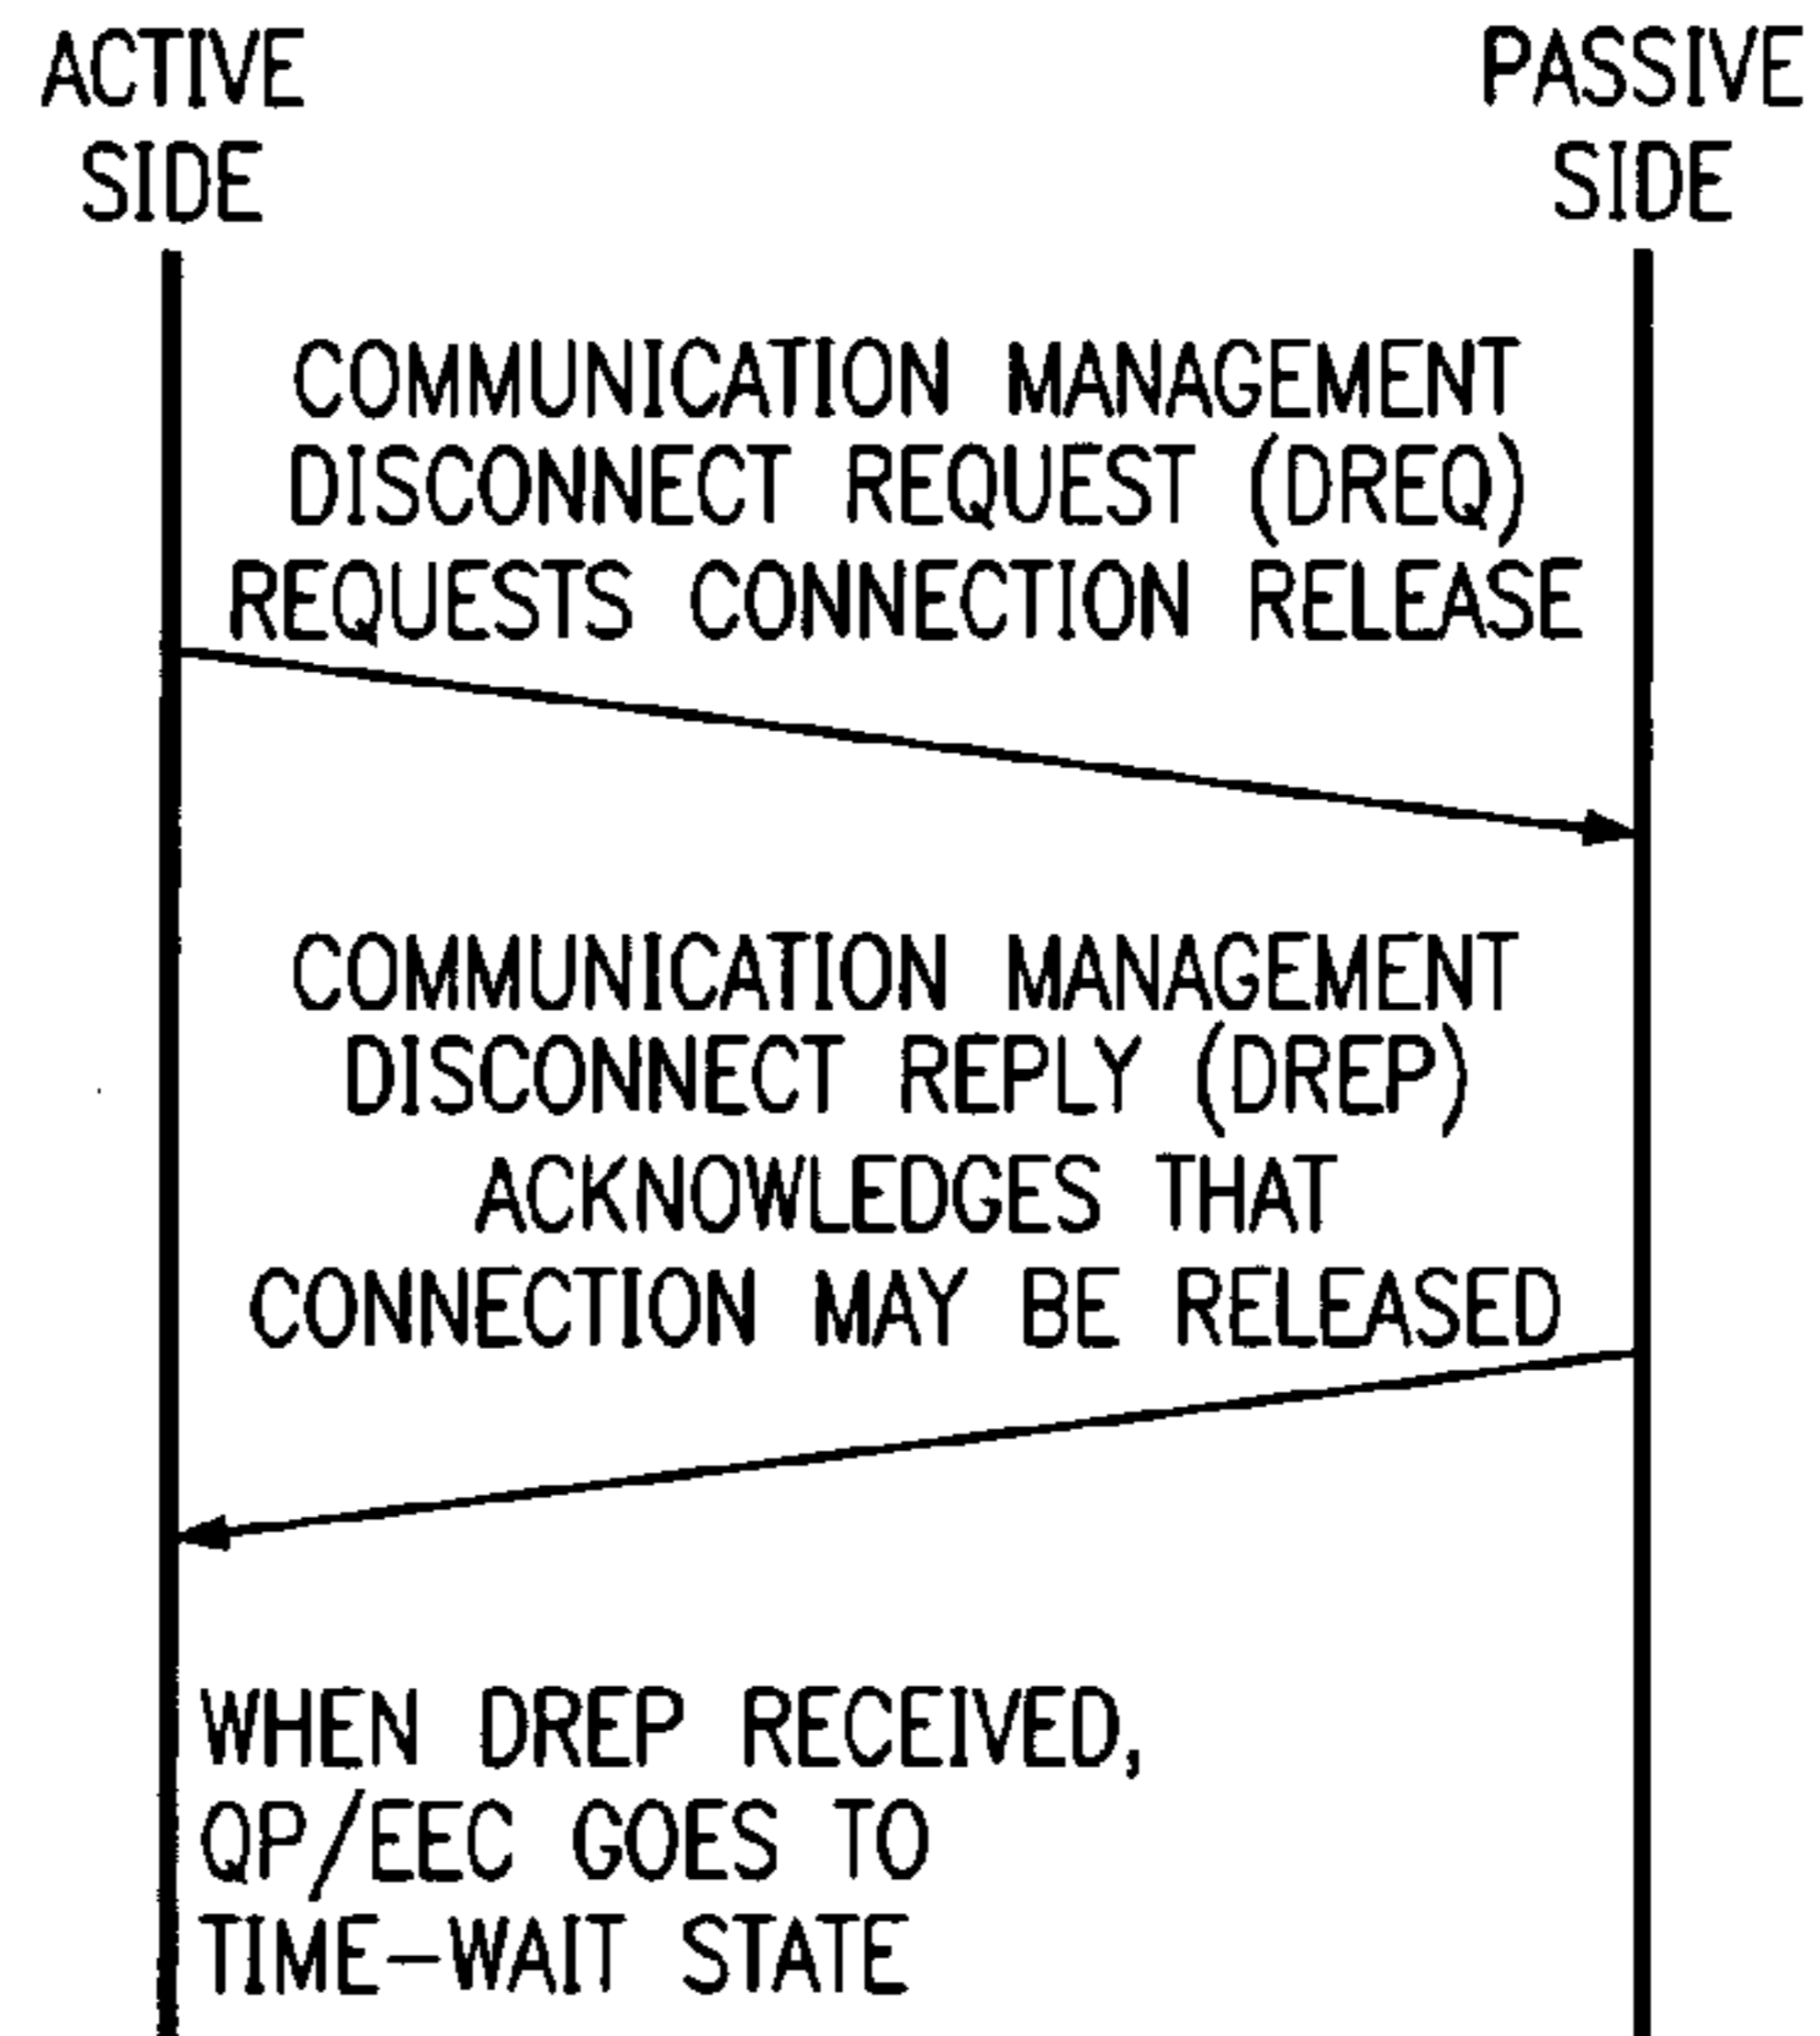 ACTIVE
SIDE
PASSIVE
SIDE
COMMUNICATION MANAGEMENT
DISCONNECT REQUEST (DREQ)
REQUESTS CONNECTION RELEASE
COMMUNICATION MANAGEMENT
DISCONNECT REPLY (DREP)
ACKNOWLEDGES THAT
CONNECTION MAY BE RELEASED
WHEN DREP RECEIVED,
QP/EEC GOES TO
TIME-WAIT STATE